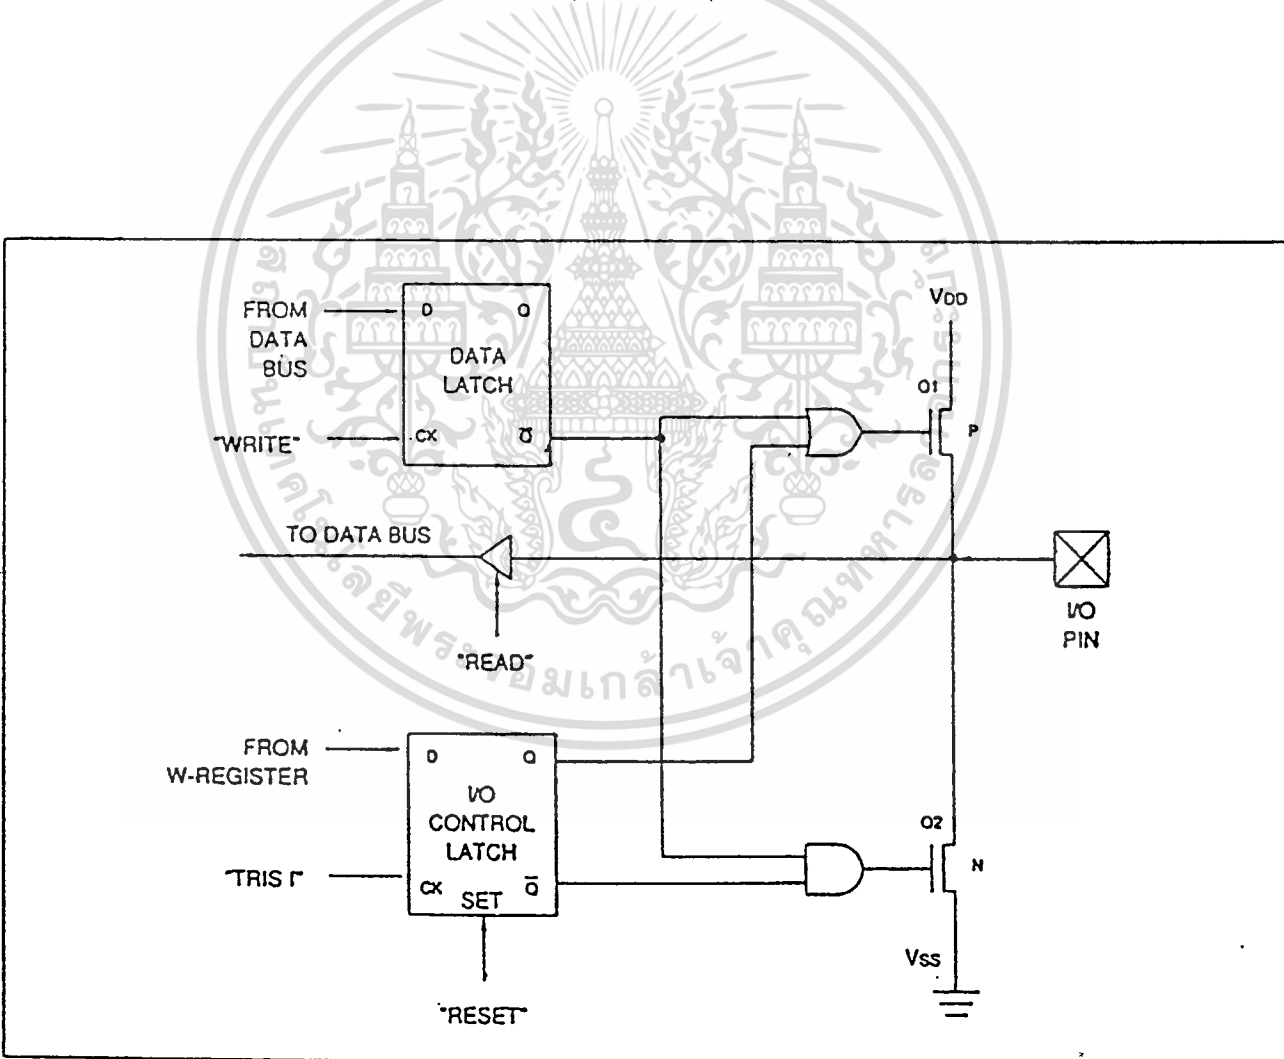 FROM
DATA
BUS
D Q
DATA
LATCH
"WRITE"
CX Q̅
VDD
Q1
P
TO DATA BUS
"READ"
I/O
PIN
FROM
W-REGISTER
D Q
I/O
CONTROL
LATCH
"TRIS f"
CX Q̅
SET
"RESET"
Q2
N
VSS